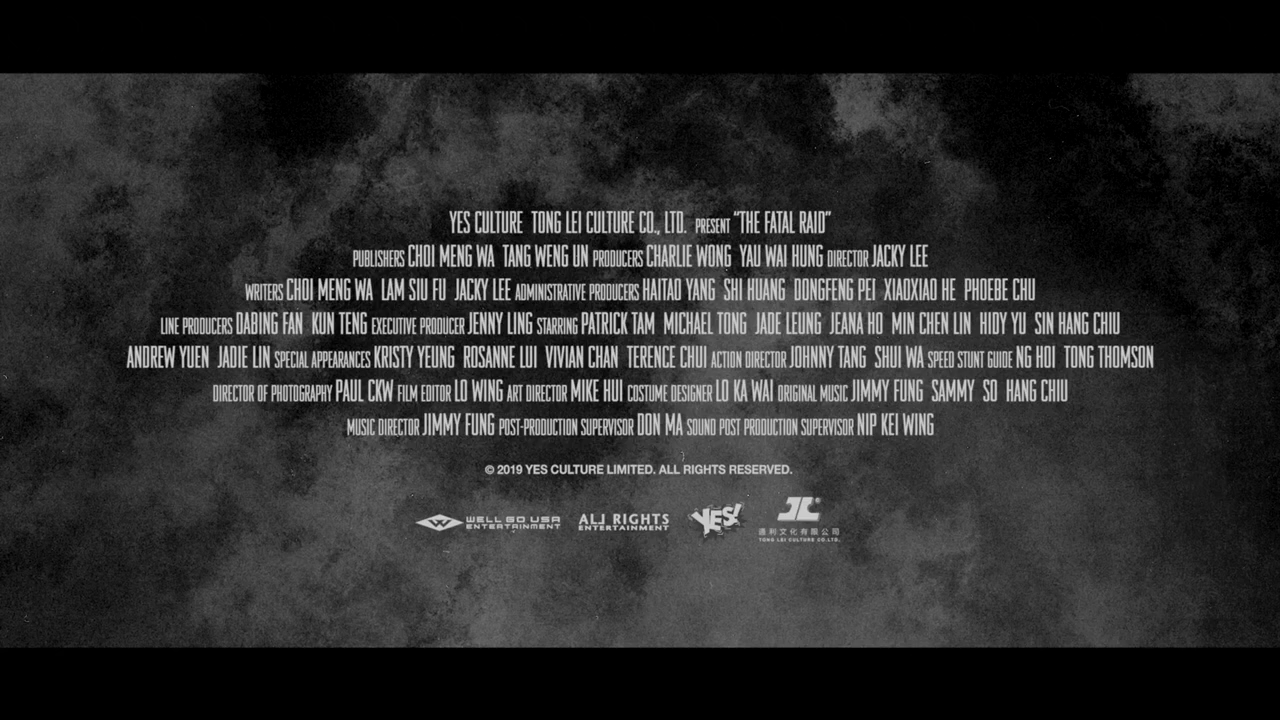 YES CULTURE TONG LEI CULTURE CO., LTD. PRESENT "THE FATAL RAID"
PUBLISHERS CHOI MENG WA TANG WENG UN PRODUCERS CHARLIE WONG YAU WAI HUNG DIRECTOR JACKY LEE
WRITERS CHOI MENG WA LAM SIU FU JACKY LEE ADMINISTRATIVE PRODUCERS HAITAO YANG SHI HUANG DONGFENG PEI XIAOXIAO HE PHOEBE CHU
LINE PRODUCERS DABING FAN KUN TENG EXECUTIVE PRODUCER JENNY LING STARRING PATRICK TAM MICHAEL TONG JADE LEUNG JEANA HO MIN CHEN LIN HIDY YU SIN HANG CHIU
ANDREW YUEN JADIE LIN SPECIAL APPEARANCES KRISTY YEUNG ROSANNE LUI VIVIAN CHAN TERENCE CHUI ACTION DIRECTOR JOHNNY TANG SHUI WA SPEED STUNT GUIDE NG HOI TONG THOMSON
DIRECTOR OF PHOTOGRAPHY PAUL CKW FILM EDITOR LO WING ART DIRECTOR MIKE HUI COSTUME DESIGNER LO KA WAI ORIGINAL MUSIC JIMMY FUNG SAMMY SO HANG CHIU
MUSIC DIRECTOR JIMMY FUNG POST-PRODUCTION SUPERVISOR DON MA SOUND POST PRODUCTION SUPERVISOR NIP KEI WING
© 2019 YES CULTURE LIMITED. ALL RIGHTS RESERVED.
WELL GO USA
ENTERTAINMENT
ALL RIGHTS
ENTERTAINMENT
YES!
通利文化有限公司
TONG LEI CULTURE CO.LTD.